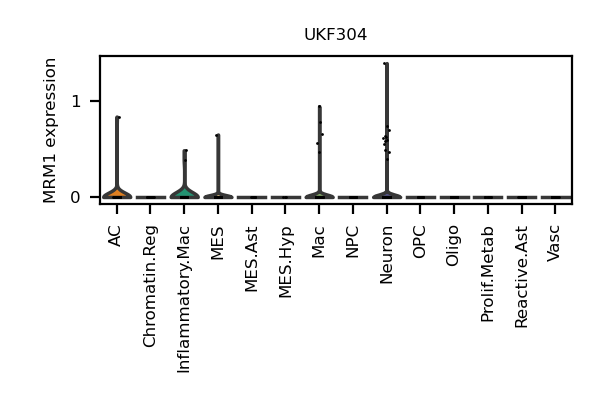 UKF304
MRM1 expression
1
0
AC
Chromatin.Reg
Inflammatory.Mac
MES
MES.Ast
MES.Hyp
Mac
NPC
Neuron
OPC
Oligo
Prolif.Metab
Reactive.Ast
Vasc